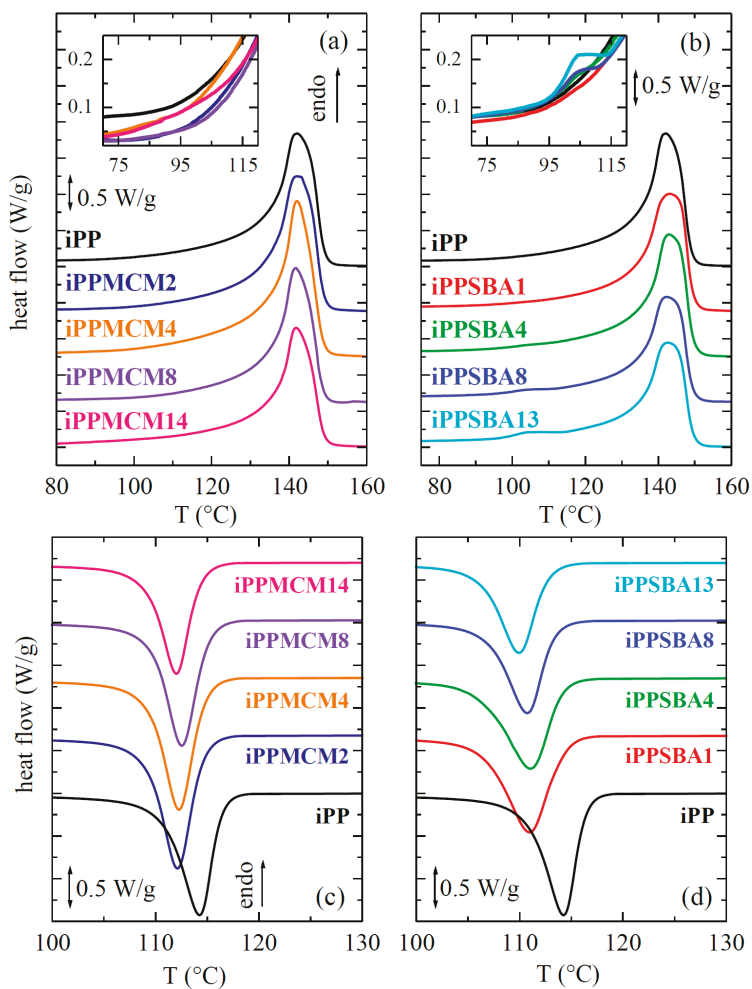 (a)
0.2
0.1
75 95 115
endo
0.5 W/g
iPP
iPPMCM2
iPPMCM4
iPPMCM8
iPPMCM14
heat flow (W/g)
80 100 120 140 160
T (°C)
(b)
0.2
0.1
75 95 115
0.5 W/g
iPP
iPPSBA1
iPPSBA4
iPPSBA8
iPPSBA13
80 100 120 140 160
T (°C)
iPPMCM14
iPPMCM8
iPPMCM4
iPPMCM2
iPP
heat flow (W/g)
0.5 W/g
endo
(c)
100 110 120 130
T (°C)
iPPSBA13
iPPSBA8
iPPSBA4
iPPSBA1
iPP
0.5 W/g
(d)
100 110 120 130
T (°C)